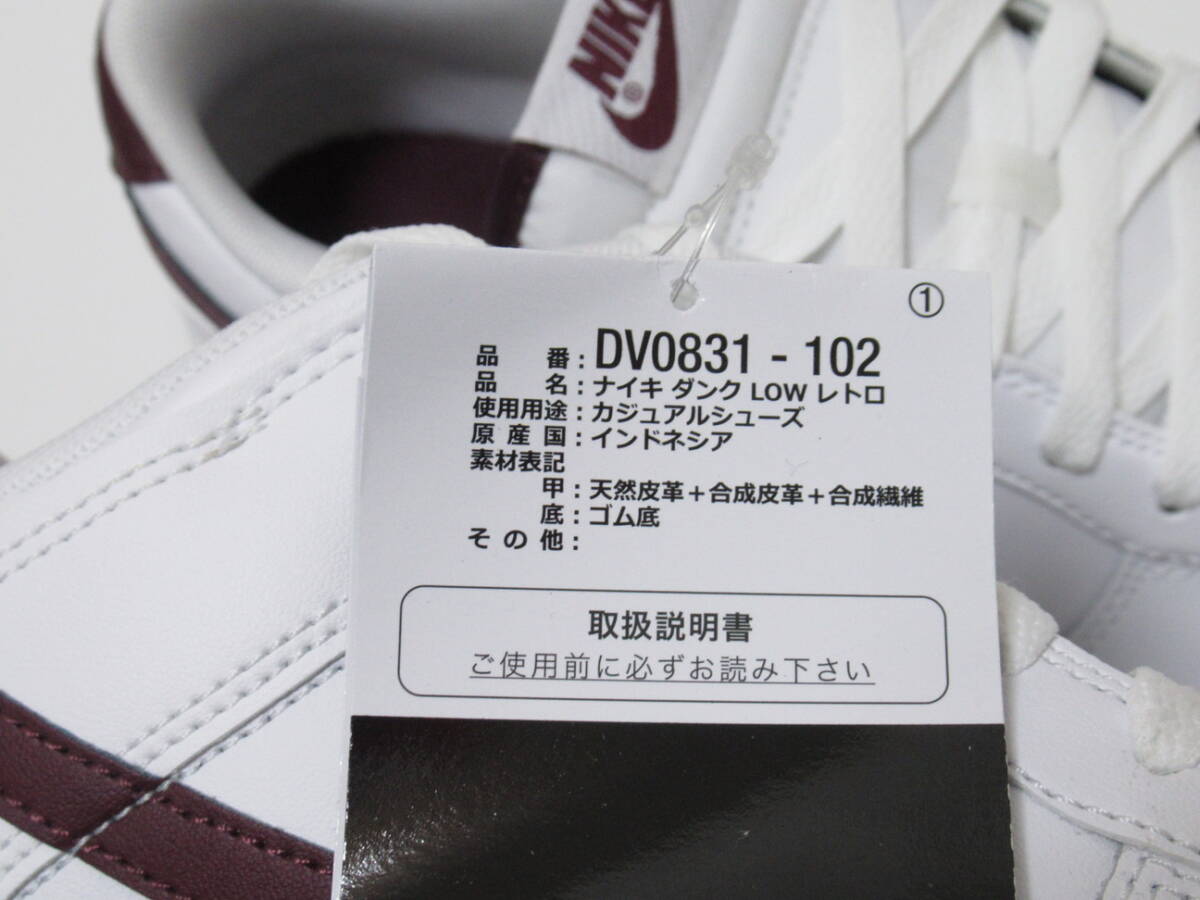 NIKE®
①
品番：DV0831 - 102
品名：ナイキ ダンク LOW レトロ
使用用途：カジュアルシューズ
原産国：インドネシア
素材表記
甲：天然皮革＋合成皮革＋合成繊維
底：ゴム底
その他：
取扱説明書
ご使用前に必ずお読み下さい